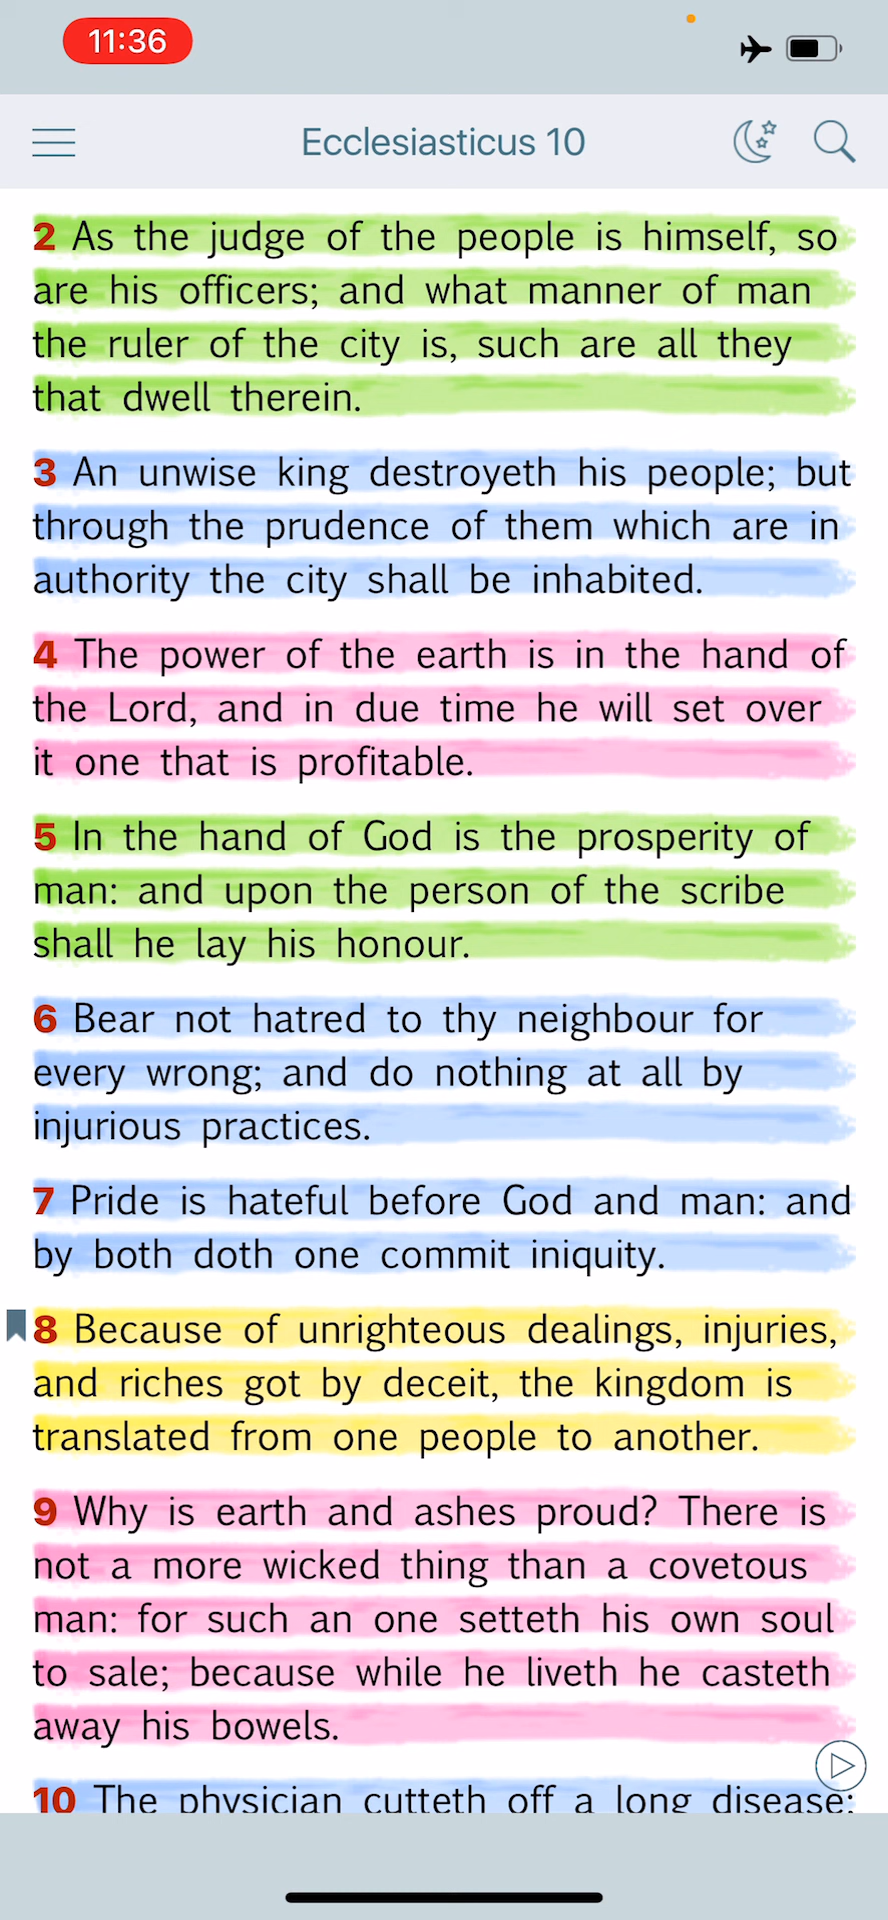 11:36
Ecclesiasticus 10
2 As the judge of the people is himself, so
are his officers; and what manner of man
the ruler of the city is, such are all they
that dwell therein.
3 An unwise king destroyeth his people; but
through the prudence of them which are in
authority the city shall be inhabited.
4 The power of the earth is in the hand of
the Lord, and in due time he will set over
it one that is profitable.
5 In the hand of God is the prosperity of
man: and upon the person of the scribe
shall he lay his honour.
6 Bear not hatred to thy neighbour for
every wrong; and do nothing at all by
injurious practices.
7 Pride is hateful before God and man: and
by both doth one commit iniquity.
8 Because of unrighteous dealings, injuries,
and riches got by deceit, the kingdom is
translated from one people to another.
9 Why is earth and ashes proud? There is
not a more wicked thing than a covetous
man: for such an one setteth his own soul
to sale; because while he liveth he casteth
away his bowels.
10 The physician cutteth off a long disease;